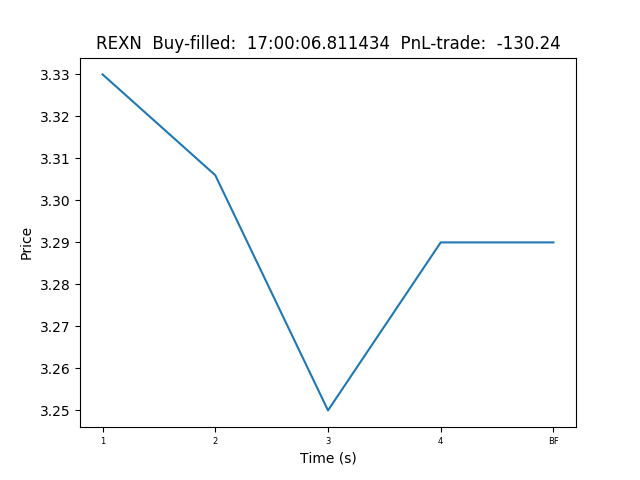 REXN  Buy-filled:  17:00:06.811434  PnL-trade:  -130.24
3.33
3.32
3.31
3.30
3.29
3.28
3.27
3.26
3.25
Price
1 2 3 4 BF
Time (s)